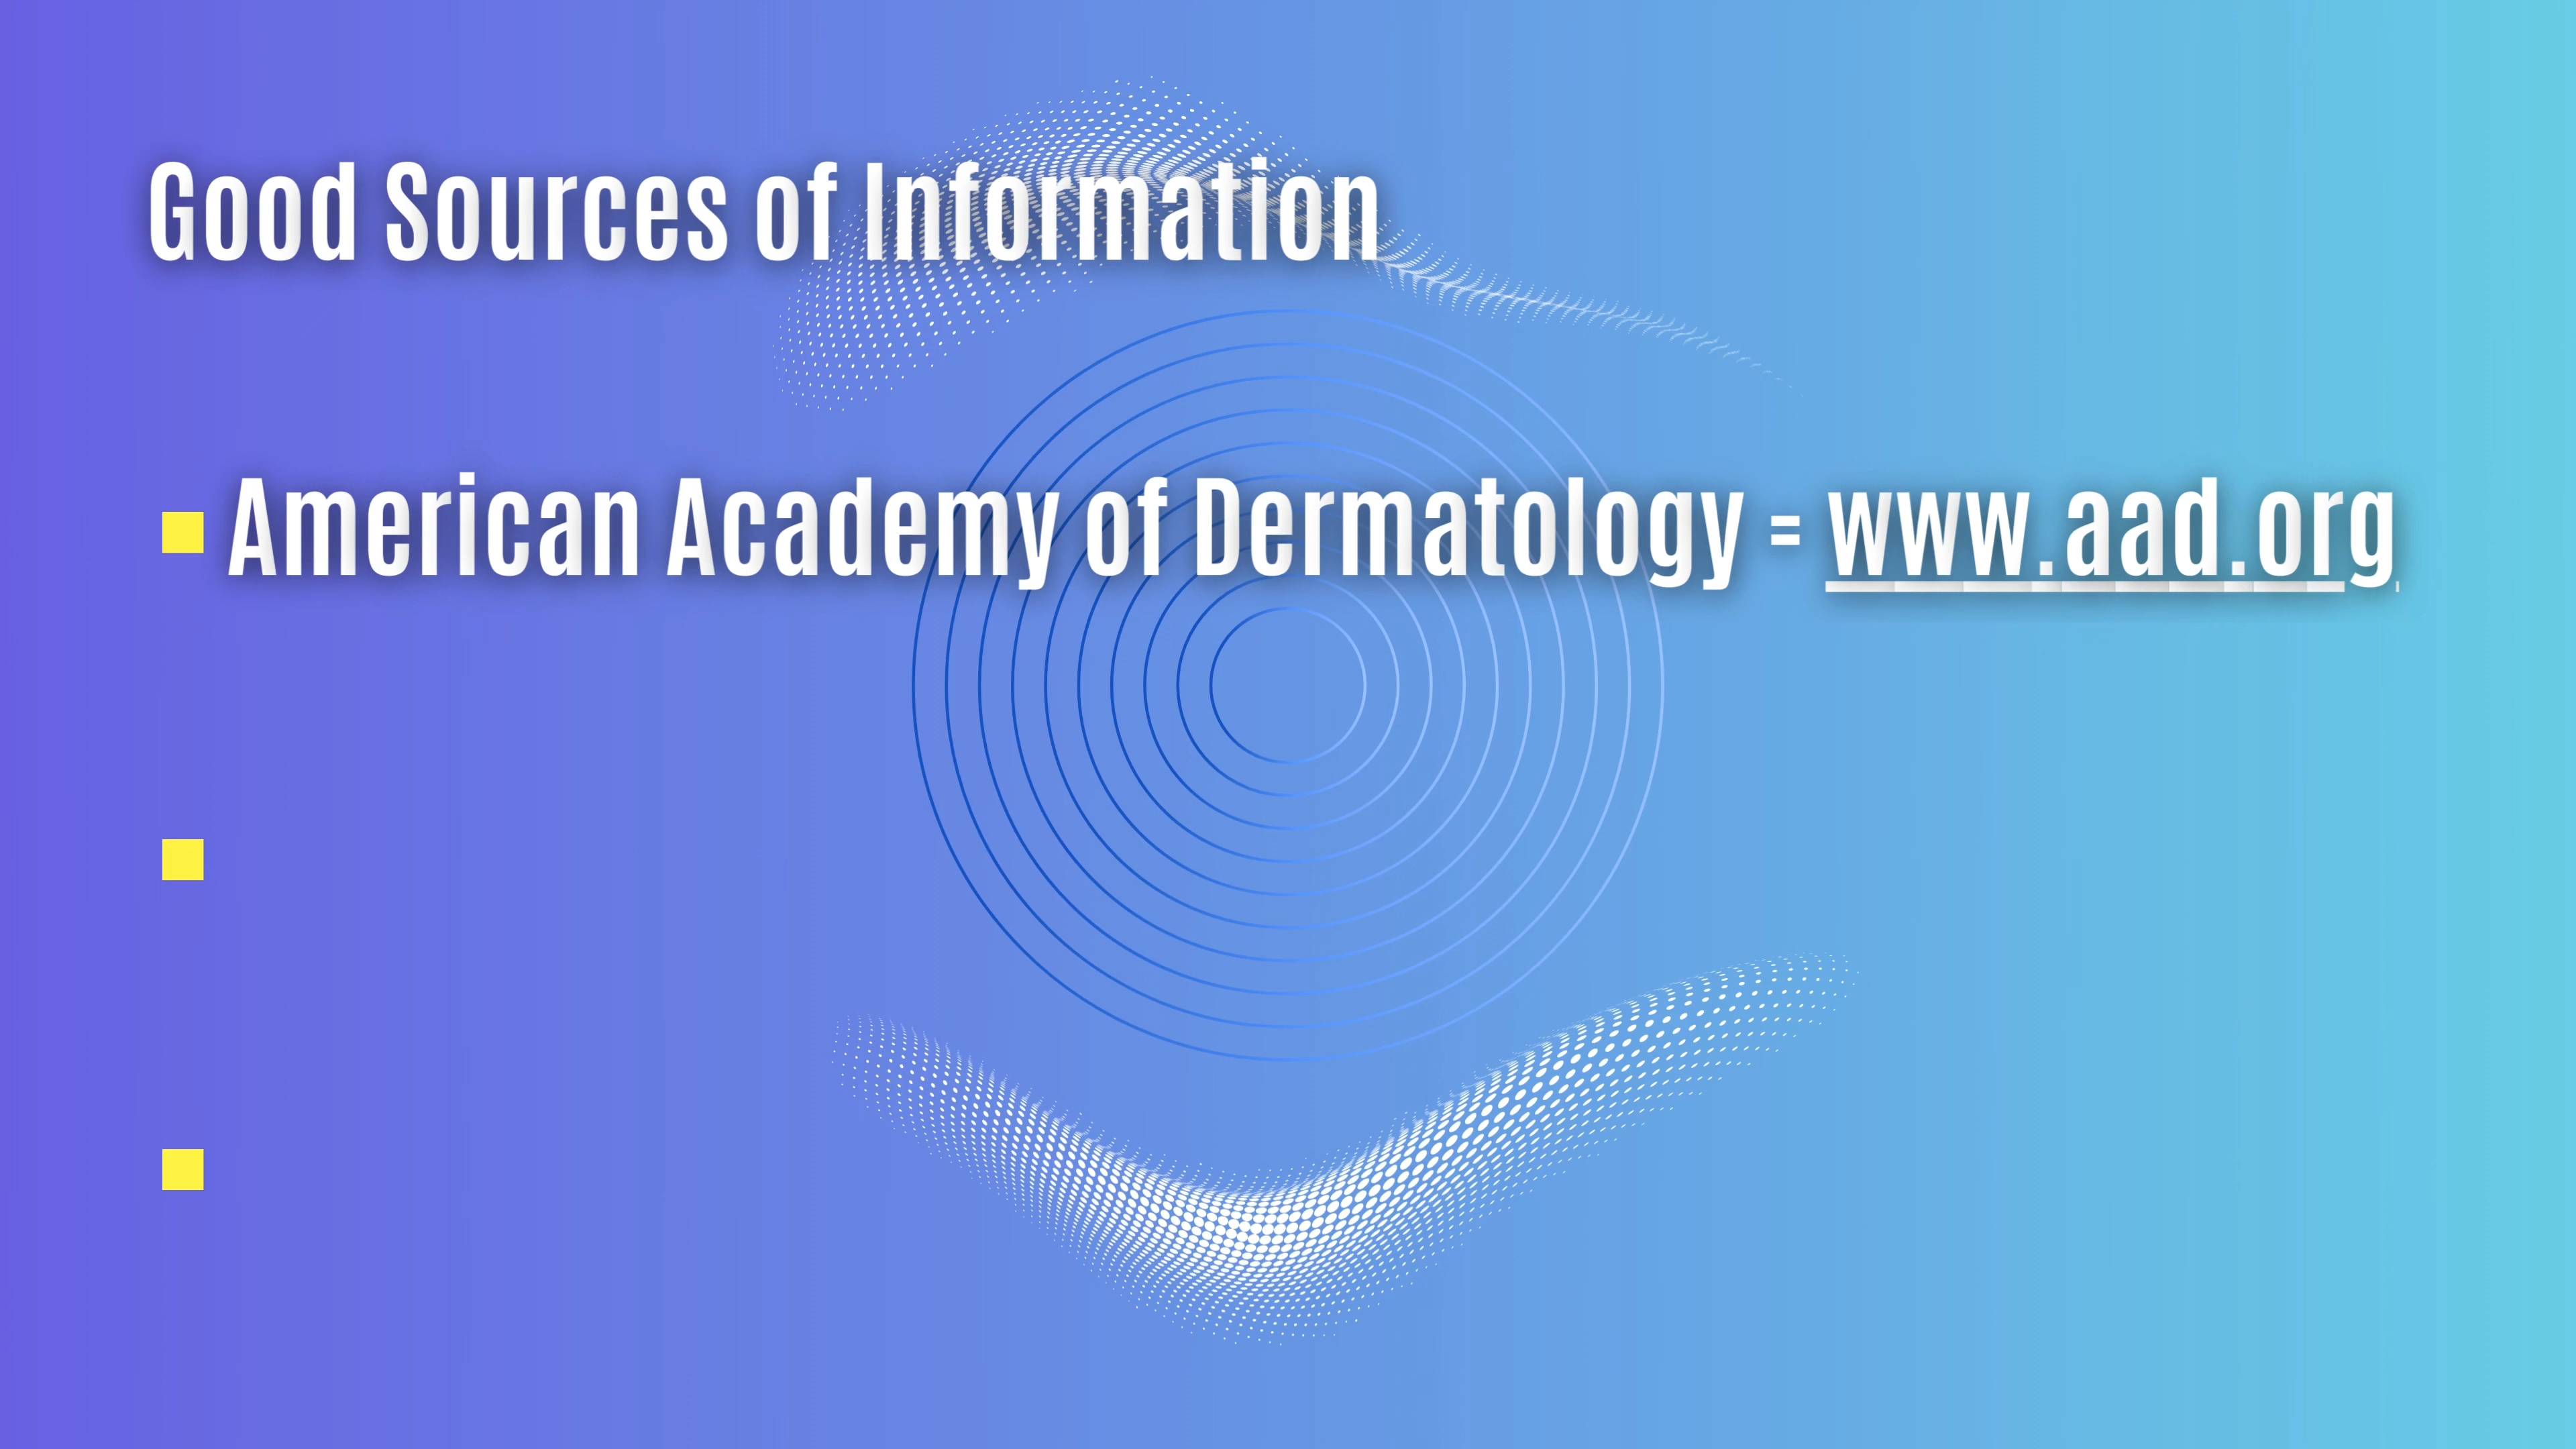 Good Sources of Information
American Academy of Dermatology = www.aad.org